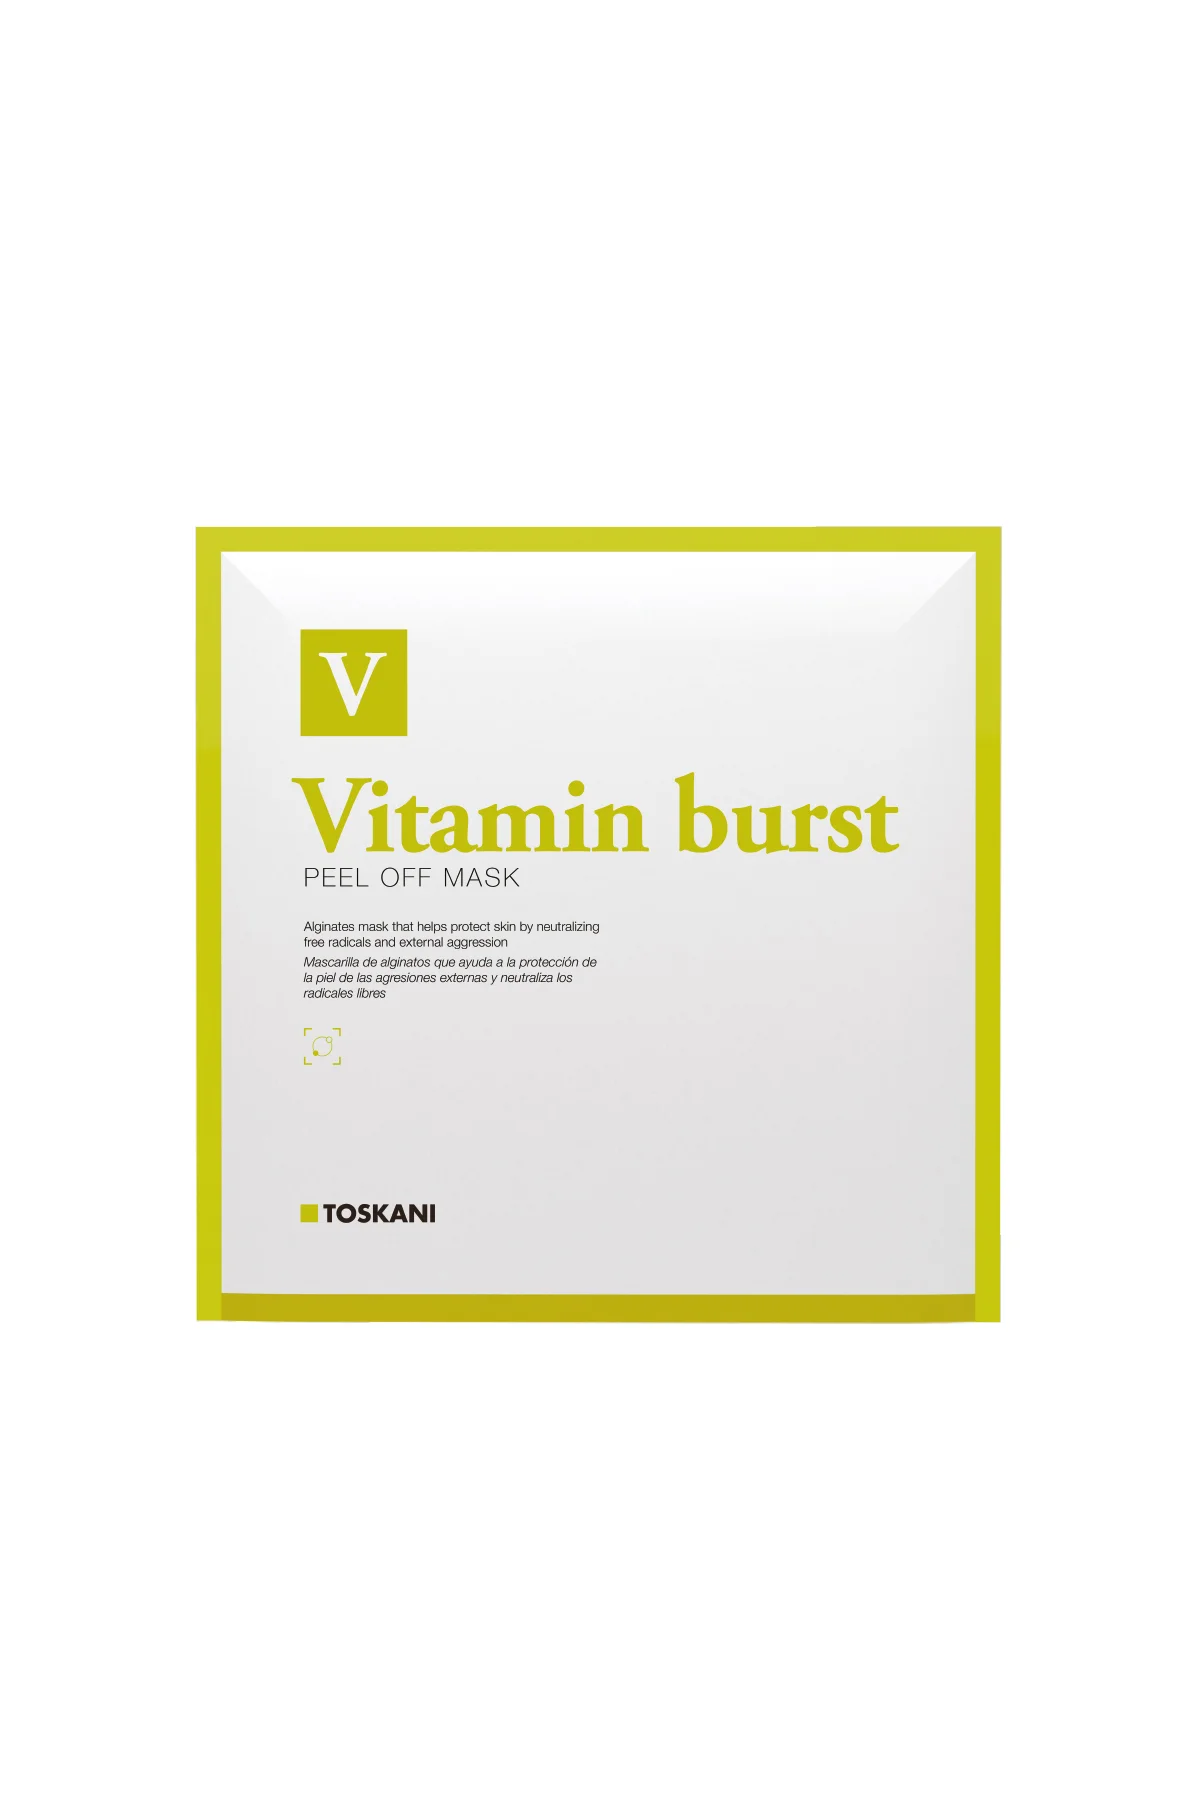 V
Vitamin burst
PEEL OFF MASK
Alginates mask that helps protect skin by neutralizing
free radicals and external aggression
Mascarilla de alginatos que ayuda a la protección de
la piel de las agresiones externas y neutraliza los
radicales libres
TOSKANI